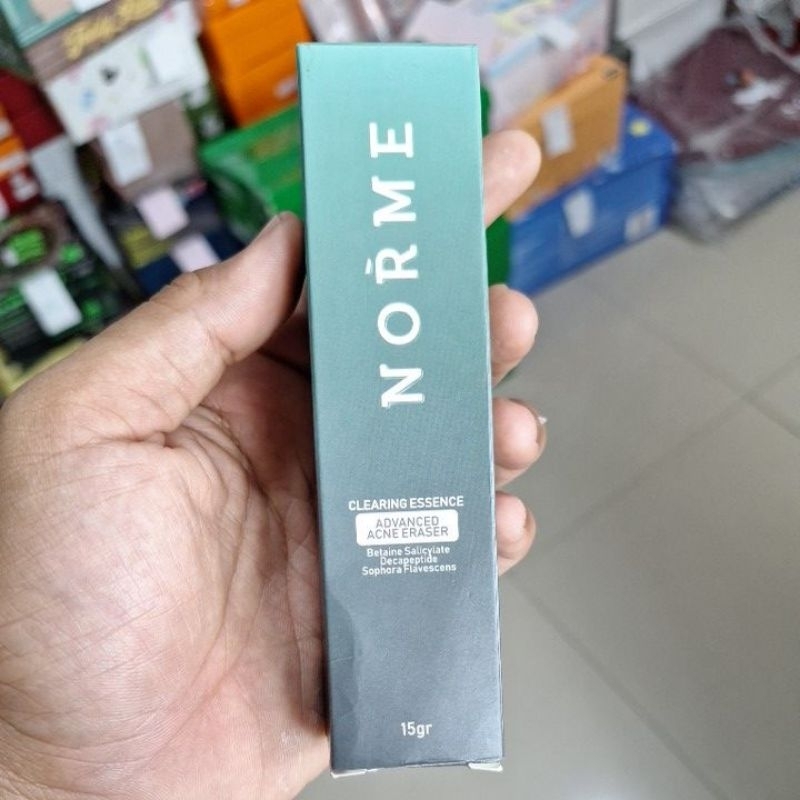 NORME
CLEARING ESSENCE
ADVANCED
ACNE ERASER
Betaine Salicylate
Decapeptide
Sophora Flavescens
15gr